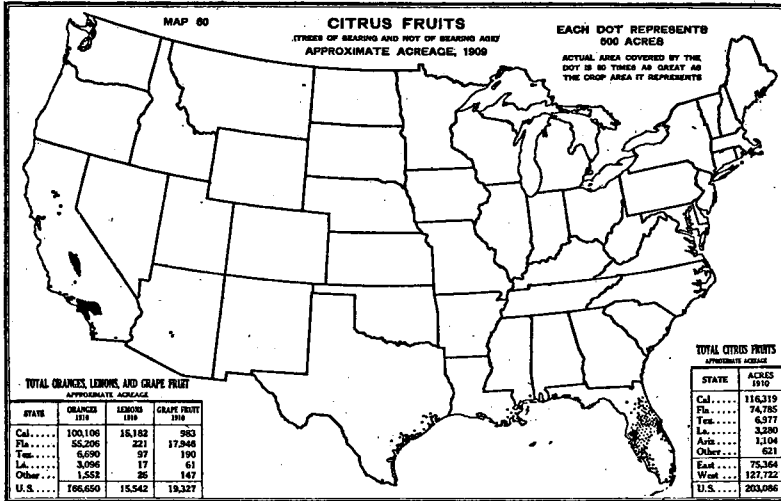 MAP 60
CITRUS FRUITS
(TREES OF BEARING AND NOT OF BEARING AGE)
APPROXIMATE ACREAGE, 1909
EACH DOT REPRESENTS
500 ACRES
ACTUAL AREA COVERED BY THE
DOT IS 80 TIMES AS GREAT AS
THE CROP AREA IT REPRESENTS
TOTAL ORANGES, LEMONS, AND GRAPE FRUIT
APPROXIMATE ACREAGE
STATE ORANGES 1910 LEMONS 1910 GRAPE FRUIT 1910
Cal..... 100,106 15,182 983
Fla..... 55,206 221 17,946
Tex..... 6,690 97 190
La..... 3,096 17 61
Other.. 1,552 147
U.S.... 166,650 15,542 19,327
TOTAL CITRUS FRUITS
APPROXIMATE ACREAGE
STATE ACRES 1910
Cal..... 116,319
Fla..... 74,785
Tex..... 6,977
La..... 3,280
Ariz.... 1,104
Other.. 621
East... 75,364
West.. 127,722
U.S.... 203,086